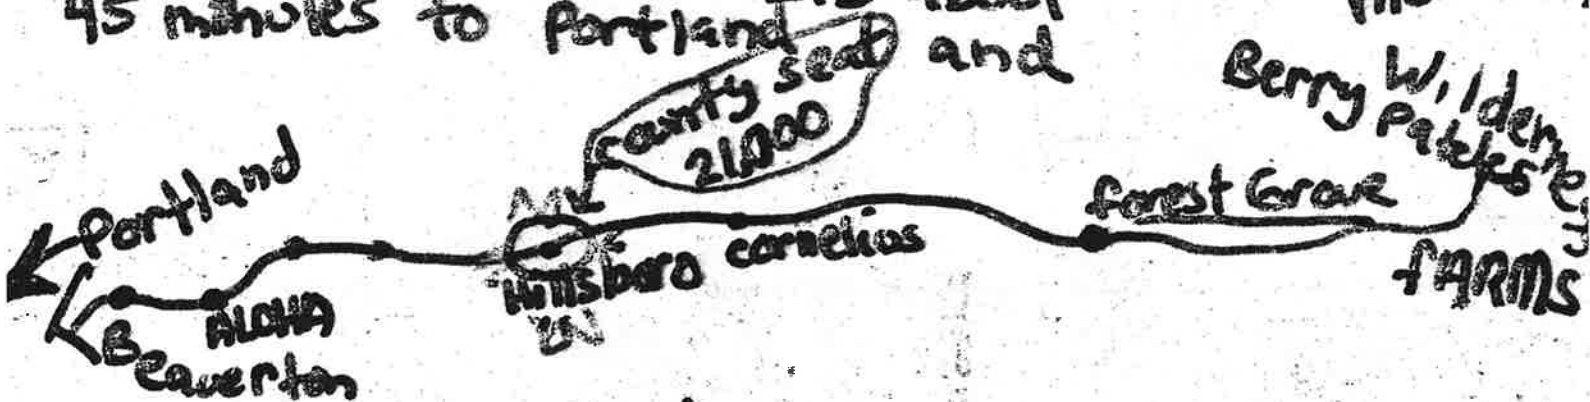 45 minutes to Portland
and
county seat
21,000
Berry Wilderness
Patches
Portland
Forest Grove
Hillsboro
cornelius
ALOHA
Beaverton
fARMS